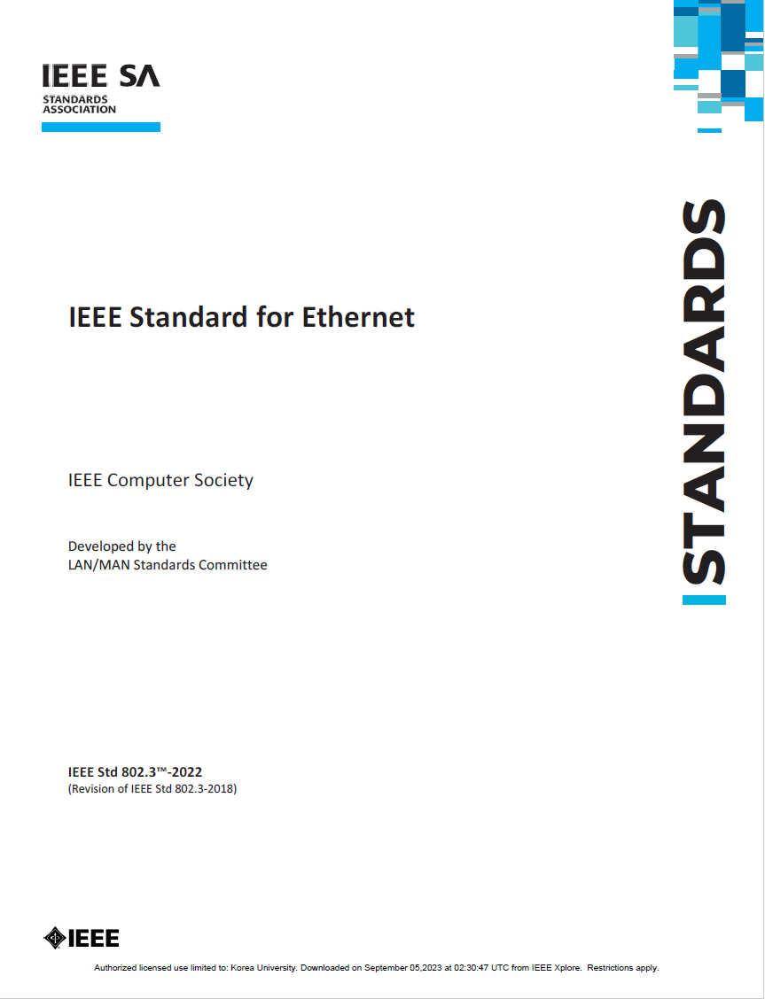 IEEE SA
STANDARDS
ASSOCIATION
STANDARDS
IEEE Standard for Ethernet
IEEE Computer Society
Developed by the
LAN/MAN Standards Committee
IEEE Std 802.3™-2022
(Revision of IEEE Std 802.3-2018)
IEEE
Authorized licensed use limited to: Korea University. Downloaded on September 05,2023 at 02:30:47 UTC from IEEE Xplore. Restrictions apply.